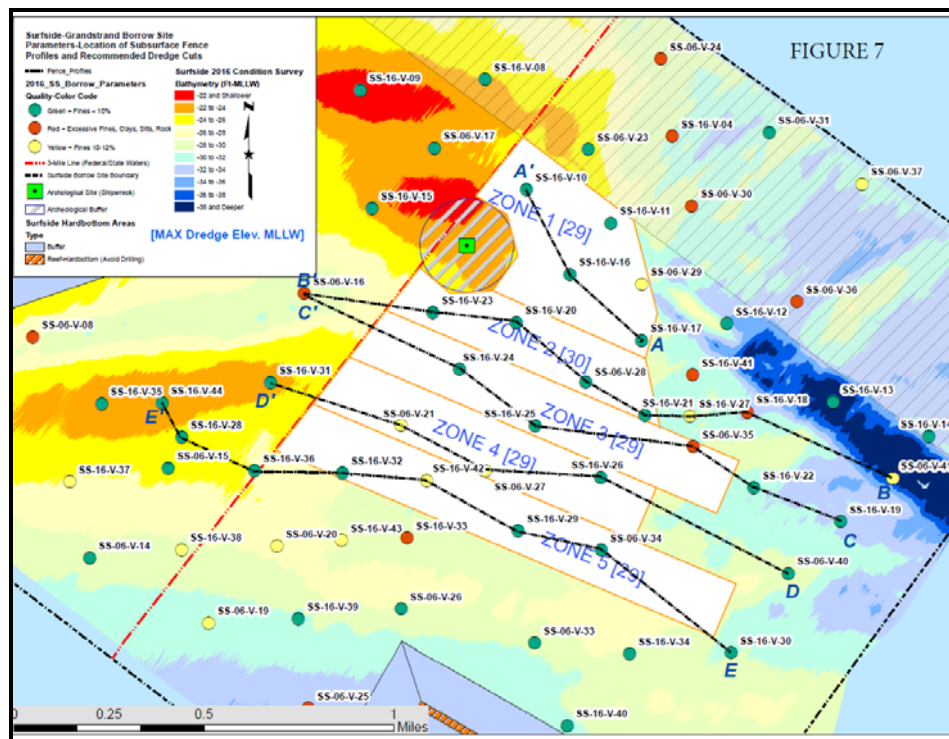 Surfside-Grandstrand Borrow Site
Parameters-Location of Subsurface Fence
Profiles and Recommended Dredge Cuts
Fence_Profiles
2016_SS_Borrow_Parameters
Quality-Color Code
Green = Fines < 10%
Red = Excessive Fines, Clays, Silts, Rock
Yellow = Fines 10-12%
3-Mile Line (Federal/State Waters)
Surfside Borrow Site Boundary
Archeological Site (Shipwreck)
Archeological Buffer
Surfside Hardbottom Areas
Type
Buffer
Reef-Hardbottom (Avoid Drilling)
Surfside 2016 Condition Survey
Bathymetry (Ft-MLLW)
-22 and Shallower
-22 to -24
-24 to -26
-26 to -28
-28 to -30
-30 to -32
-32 to -34
-34 to -36
-36 to -38
-38 and Deeper
N
[MAX Dredge Elev. MLLW]
FIGURE 7
SS-06-V-24
SS-16-V-08
SS-16-V-09
SS-16-V-04
SS-06-V-31
SS-06-V-17
SS-06-V-23
SS-06-V-37
A'
SS-16-V-10
SS-16-V-15
SS-06-V-30
SS-16-V-11
ZONE 1 [29]
SS-16-V-16
SS-06-V-29
B'
SS-06-V-16
C'
SS-06-V-36
SS-16-V-23
SS-16-V-20
SS-16-V-12
SS-06-V-08
SS-16-V-17
A
ZONE 2 [30]
SS-16-V-24
SS-16-V-41
SS-16-V-31
D'
SS-06-V-28
SS-16-V-35
SS-16-V-44
SS-16-V-13
E'
SS-06-V-21
SS-16-V-25
SS-16-V-21
SS-16-V-27
SS-16-V-18
ZONE 3 [29]
SS-16-V-28
SS-16-V-14
ZONE 4 [29]
SS-06-V-35
SS-06-V-15
SS-16-V-36
SS-16-V-32
SS-16-V-42
SS-16-V-26
SS-16-V-37
SS-06-V-27
SS-16-V-22
B
SS-06-V-41
SS-16-V-19
C
SS-16-V-29
SS-16-V-38
SS-06-V-20
SS-16-V-43
SS-16-V-33
SS-06-V-14
SS-06-V-34
ZONE 5 [29]
SS-06-V-40
D
SS-06-V-19
SS-16-V-39
SS-06-V-26
SS-06-V-33
SS-16-V-34
SS-16-V-30
E
SS-06-V-25
SS-16-V-40
0 0.25 0.5 1
Miles